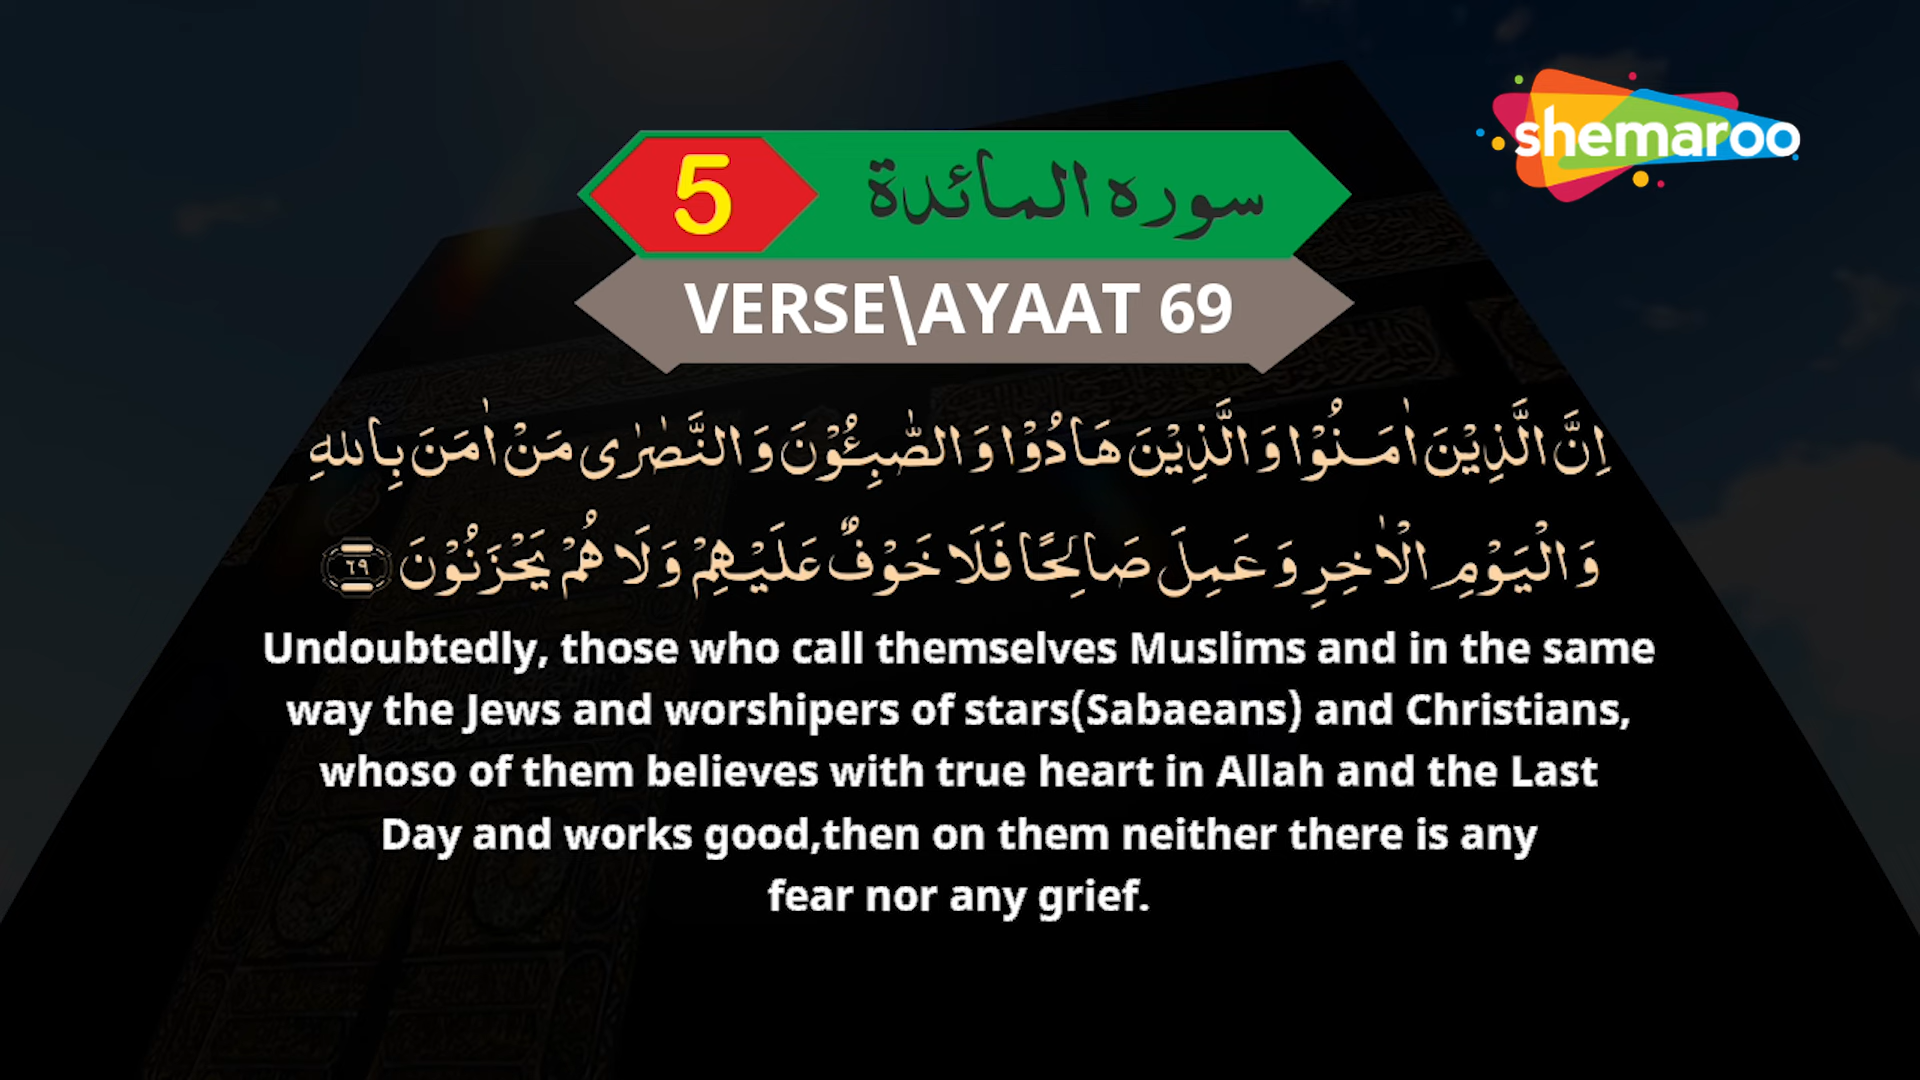 shemaroo
5 سوره المائدة
VERSE\AYAAT 69
اِنَّ الَّذِيْنَ اٰمَنُوْا وَ الَّذِيْنَ هَادُوْا وَ الصّٰبِـُٔوْنَ وَ النَّصٰرٰى مَنْ اٰمَنَ بِاللهِ
وَ الْيَوْمِ الْاٰخِرِ وَ عَمِلَ صَالِحًا فَلَا خَوْفٌ عَلَيْهِمْ وَ لَا هُمْ يَحْزَنُوْنَ ٦٩
Undoubtedly, those who call themselves Muslims and in the same
way the Jews and worshipers of stars(Sabaeans) and Christians,
whoso of them believes with true heart in Allah and the Last
Day and works good,then on them neither there is any
fear nor any grief.